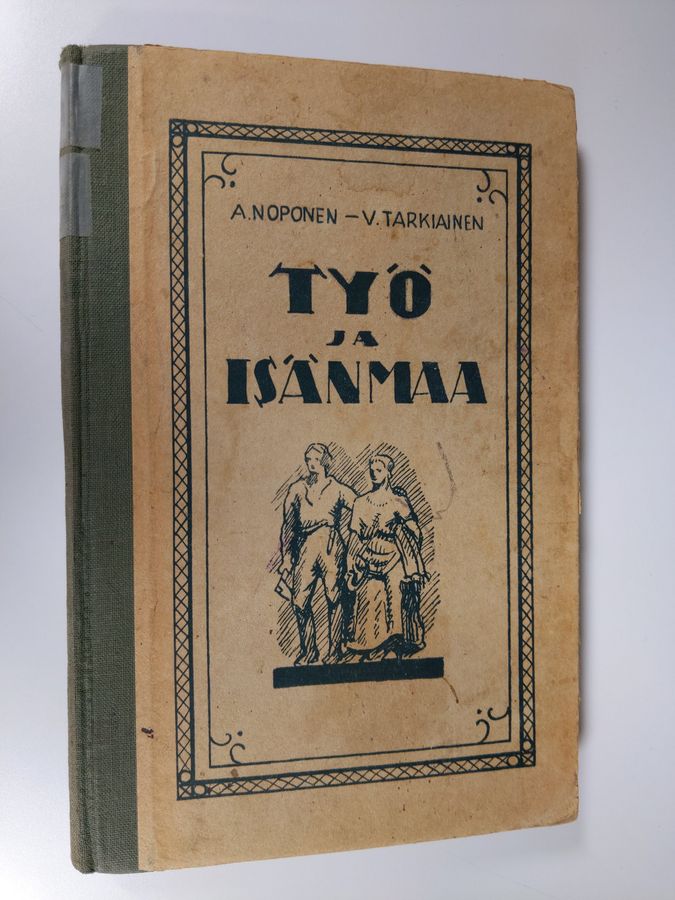 A. NOPONEN – V. TARKIAINEN
TYÖ
JA
ISÄNMAA